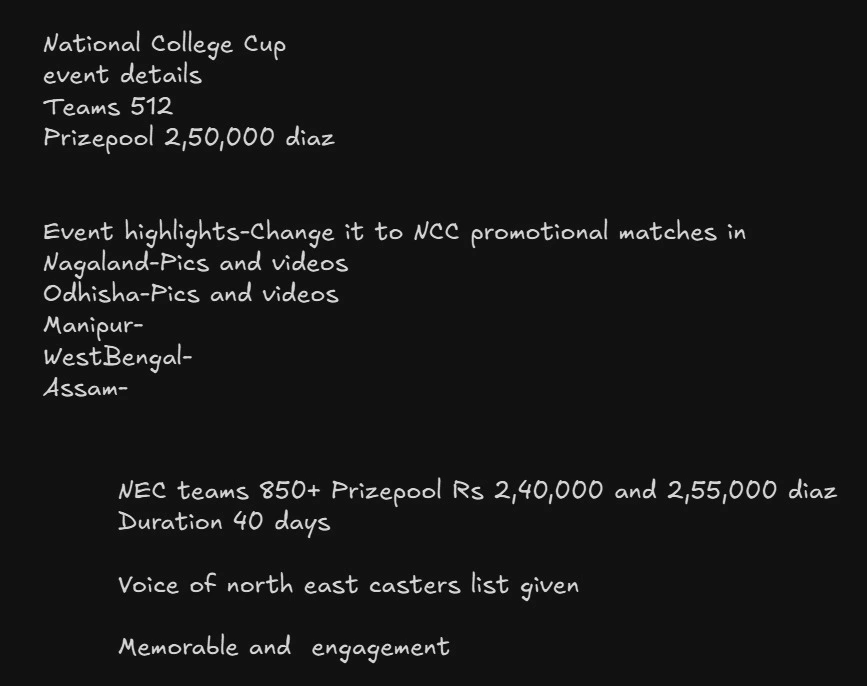 National College Cup
event details
Teams 512
Prizepool 2,50,000 diaz
Event highlights-Change it to NCC promotional matches in
Nagaland-Pics and videos
Odhisha-Pics and videos
Manipur-
WestBengal-
Assam-
NEC teams 850+ Prizepool Rs 2,40,000 and 2,55,000 diaz
Duration 40 days
Voice of north east casters list given
Memorable and  engagement